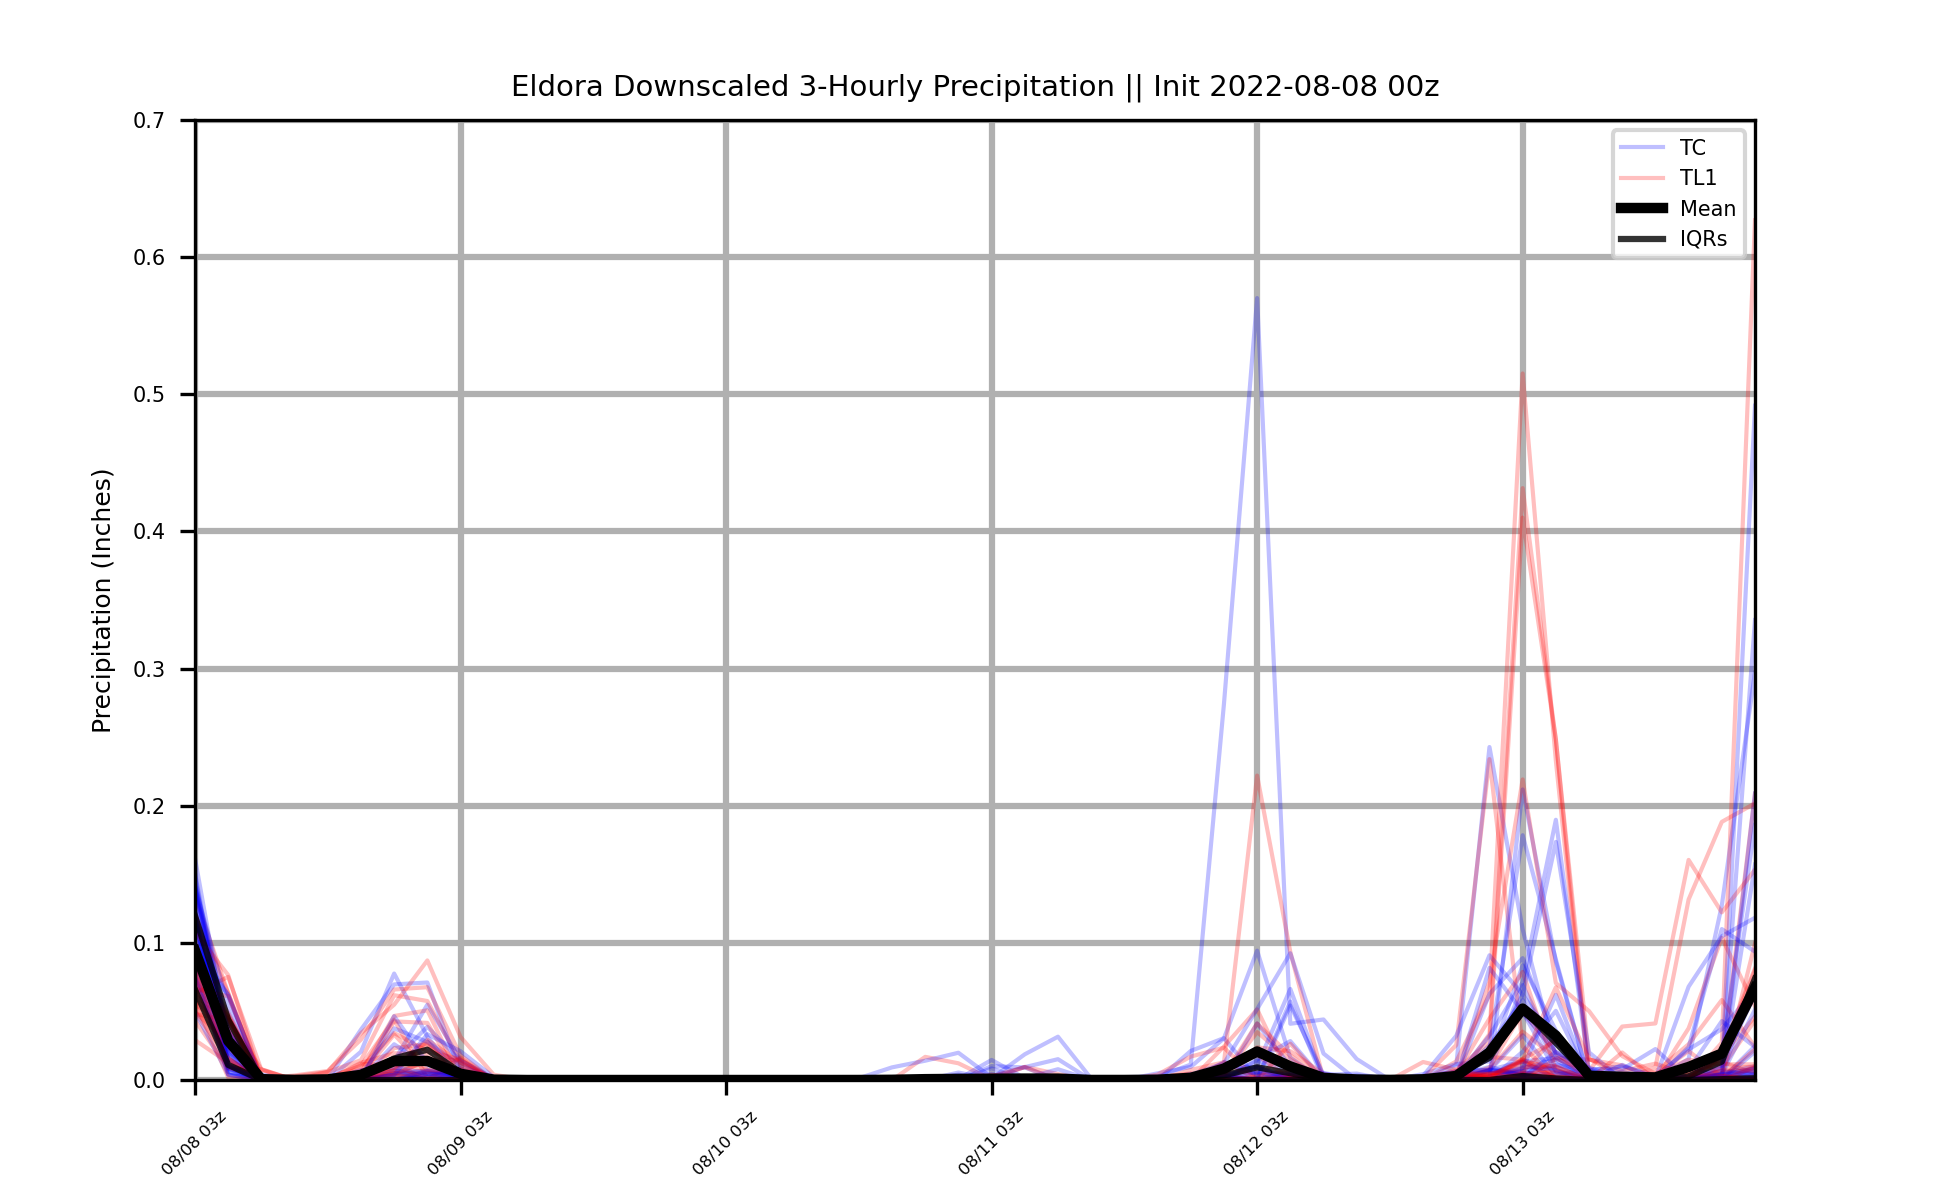 Eldora Downscaled 3-Hourly Precipitation || Init 2022-08-08 00z
TC
TL1
Mean
IQRs
Precipitation (Inches)
0.7
0.6
0.5
0.4
0.3
0.2
0.1
0.0
08/08 03z
08/09 03z
08/10 03z
08/11 03z
08/12 03z
08/13 03z